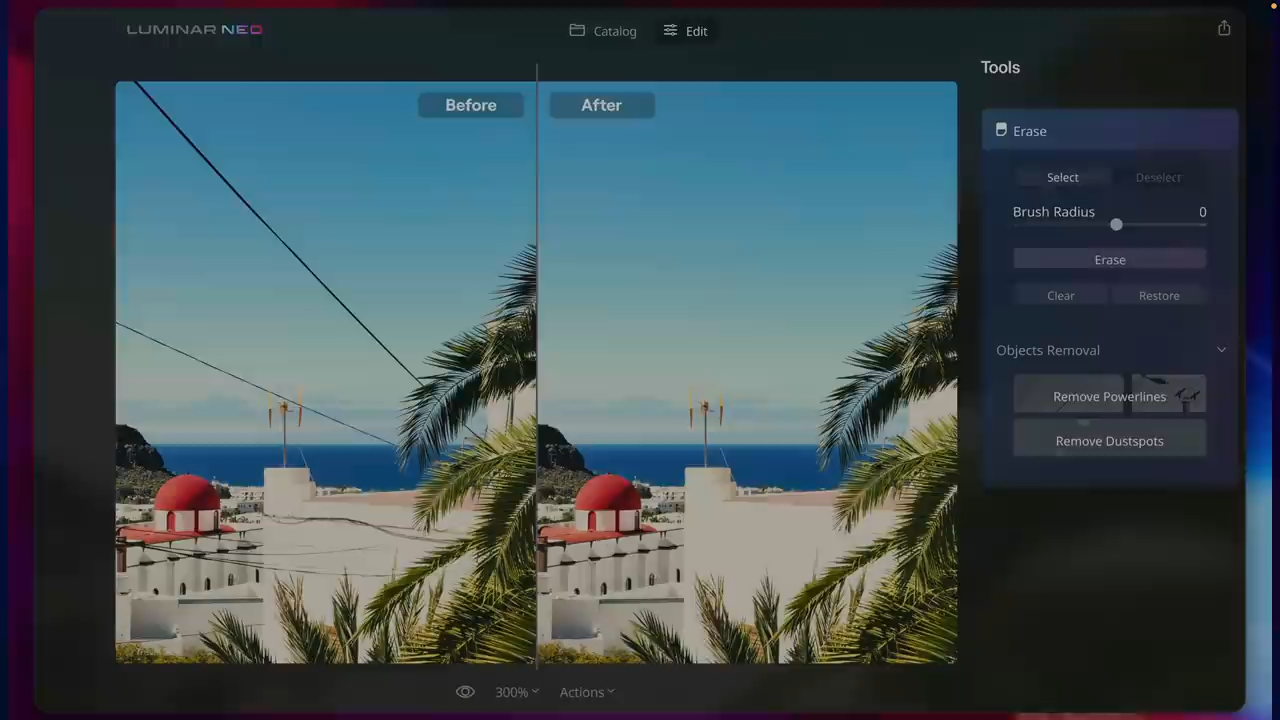 LUMINAR NEO
Catalog
Edit
Tools
Before
After
Erase
Select
Deselect
Brush Radius
0
Erase
Clear
Restore
Objects Removal
Remove Powerlines
Remove Dustspots
300%
Actions